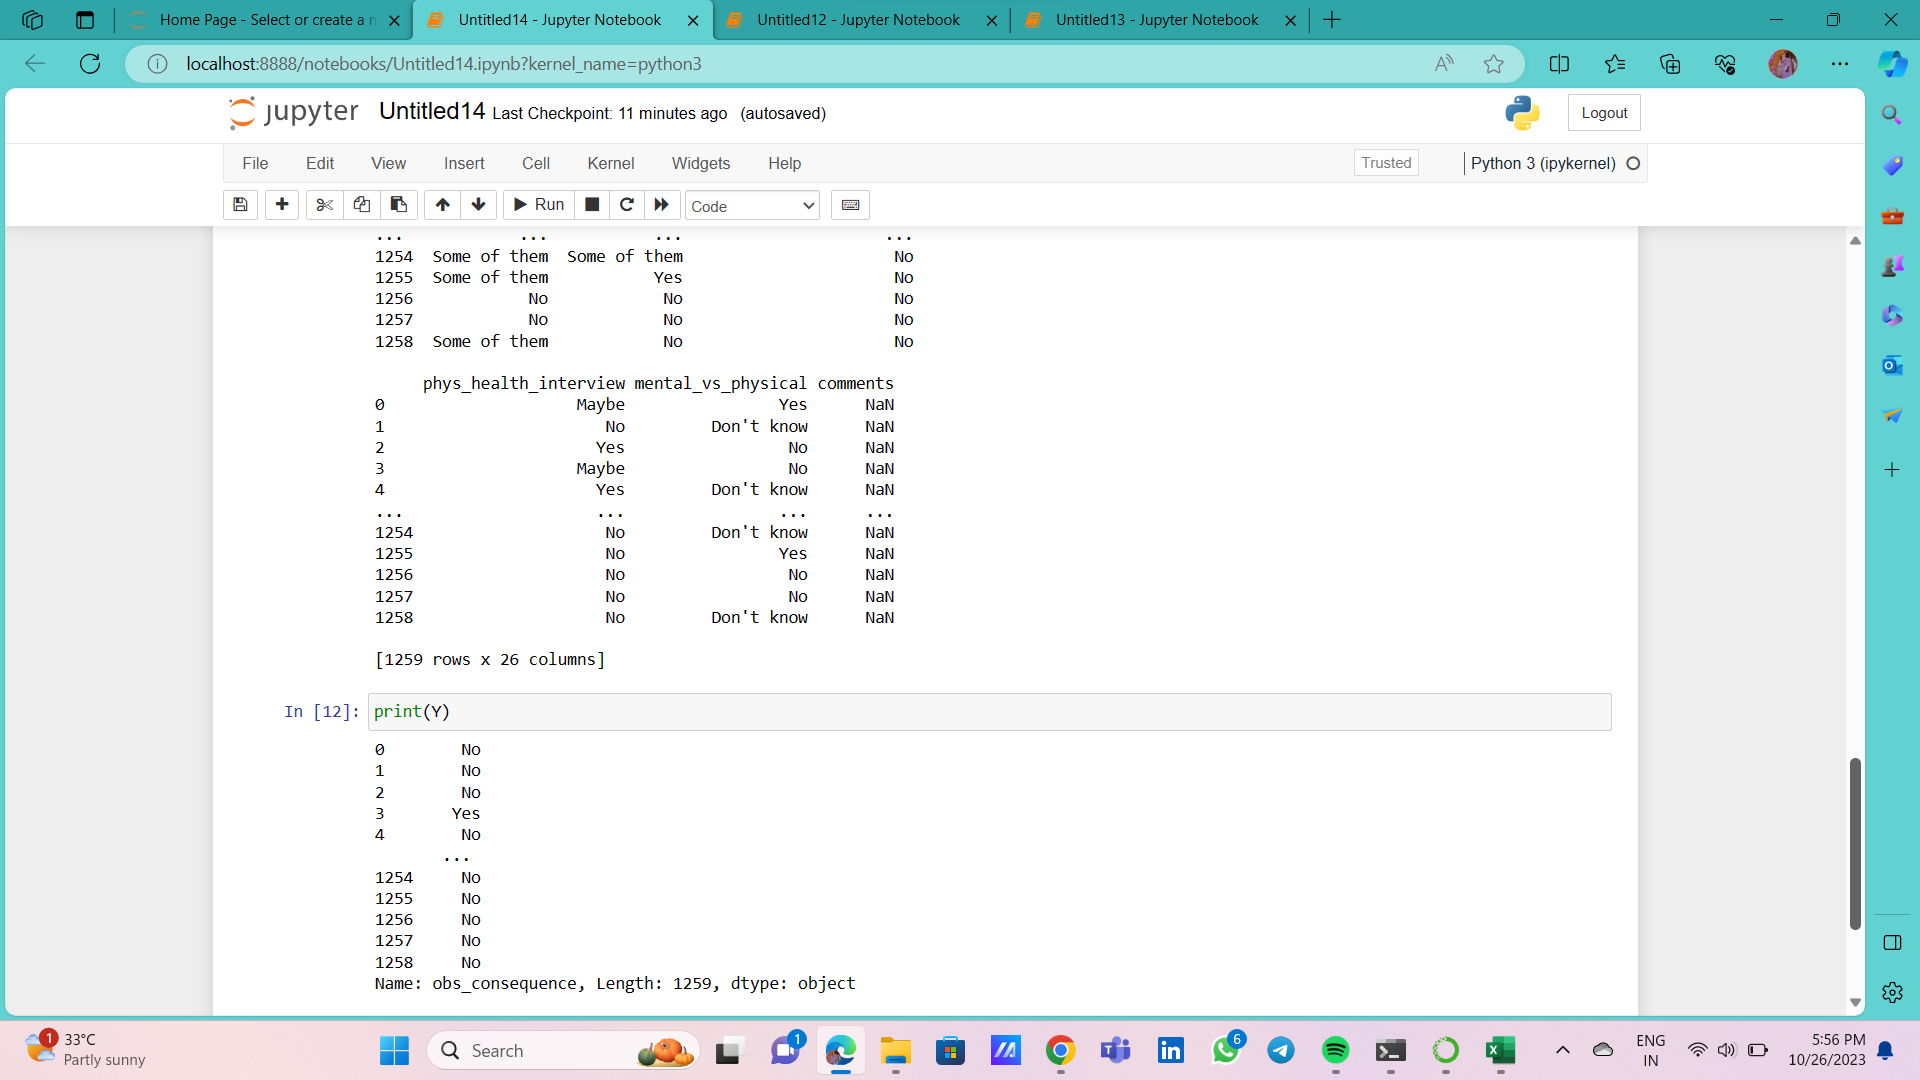 Home Page - Select or create a n
Untitled14 - Jupyter Notebook
Untitled12 - Jupyter Notebook
Untitled13 - Jupyter Notebook
localhost:8888/notebooks/Untitled14.ipynb?kernel_name=python3
jupyter Untitled14 Last Checkpoint: 11 minutes ago (autosaved)
Logout
File Edit View Insert Cell Kernel Widgets Help
Trusted
Python 3 (ipykernel)
Run
Code
... ... ... ...
1254 Some of them Some of them No
1255 Some of them Yes No
1256 No No No
1257 No No No
1258 Some of them No No
phys_health_interview mental_vs_physical comments
0 Maybe Yes NaN
1 No Don't know NaN
2 Yes No NaN
3 Maybe No NaN
4 Yes Don't know NaN
... ... ... ...
1254 No Don't know NaN
1255 No Yes NaN
1256 No No NaN
1257 No No NaN
1258 No Don't know NaN
[1259 rows x 26 columns]
In [12]: print(Y)
0 No
1 No
2 No
3 Yes
4 No
...
1254 No
1255 No
1256 No
1257 No
1258 No
Name: obs_consequence, Length: 1259, dtype: object
1
33°C
Partly sunny
Search
1
6
ENG
IN
5:56 PM
10/26/2023